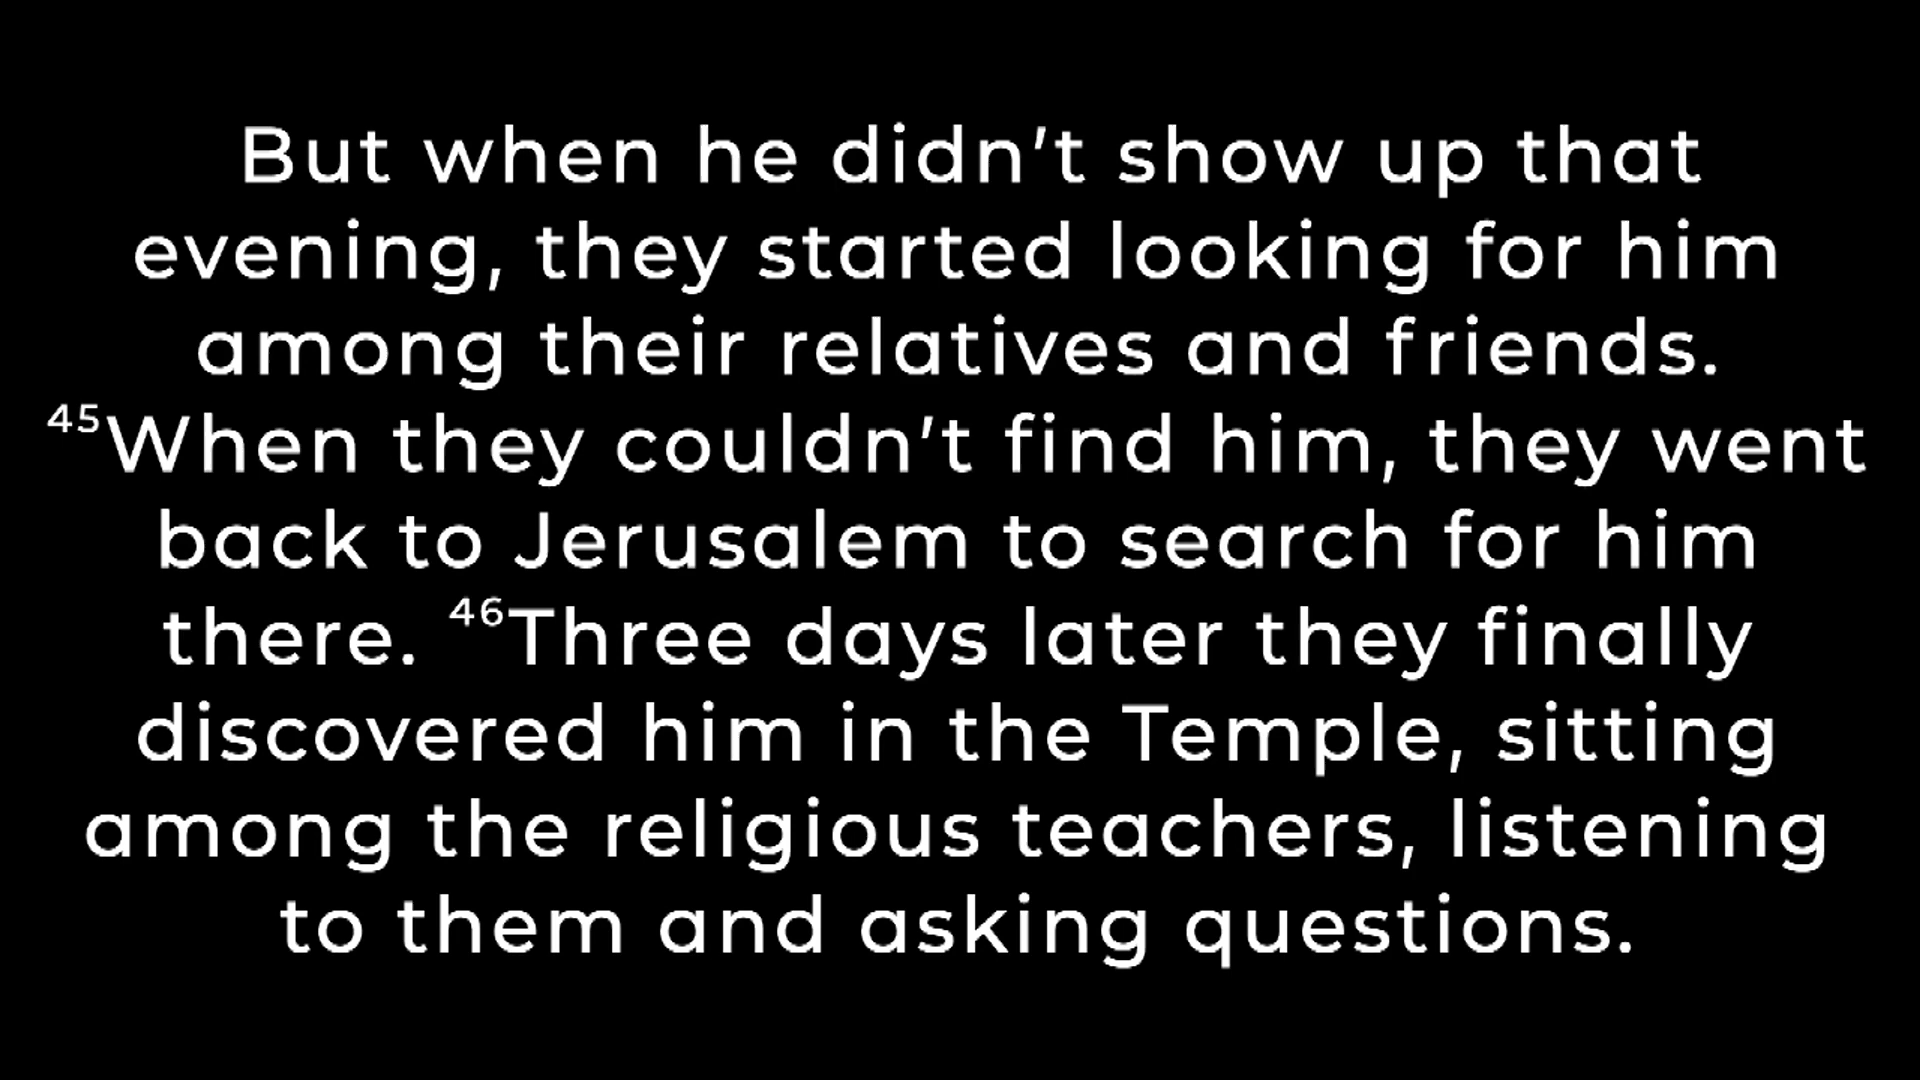 But when he didn’t show up that
evening, they started looking for him
among their relatives and friends.
⁴⁵When they couldn’t find him, they went
back to Jerusalem to search for him
there. ⁴⁶Three days later they finally
discovered him in the Temple, sitting
among the religious teachers, listening
to them and asking questions.